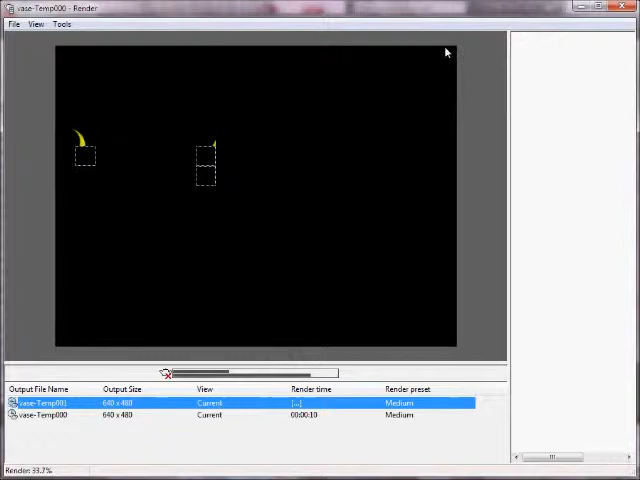 vase-Temp000 - Render
File View Tools
Output File Name Output Size View Render time Render preset
vase-Temp001 640 x 480 Current [...] Medium
vase-Temp000 640 x 480 Current 00:00:10 Medium
Render: 33.7%